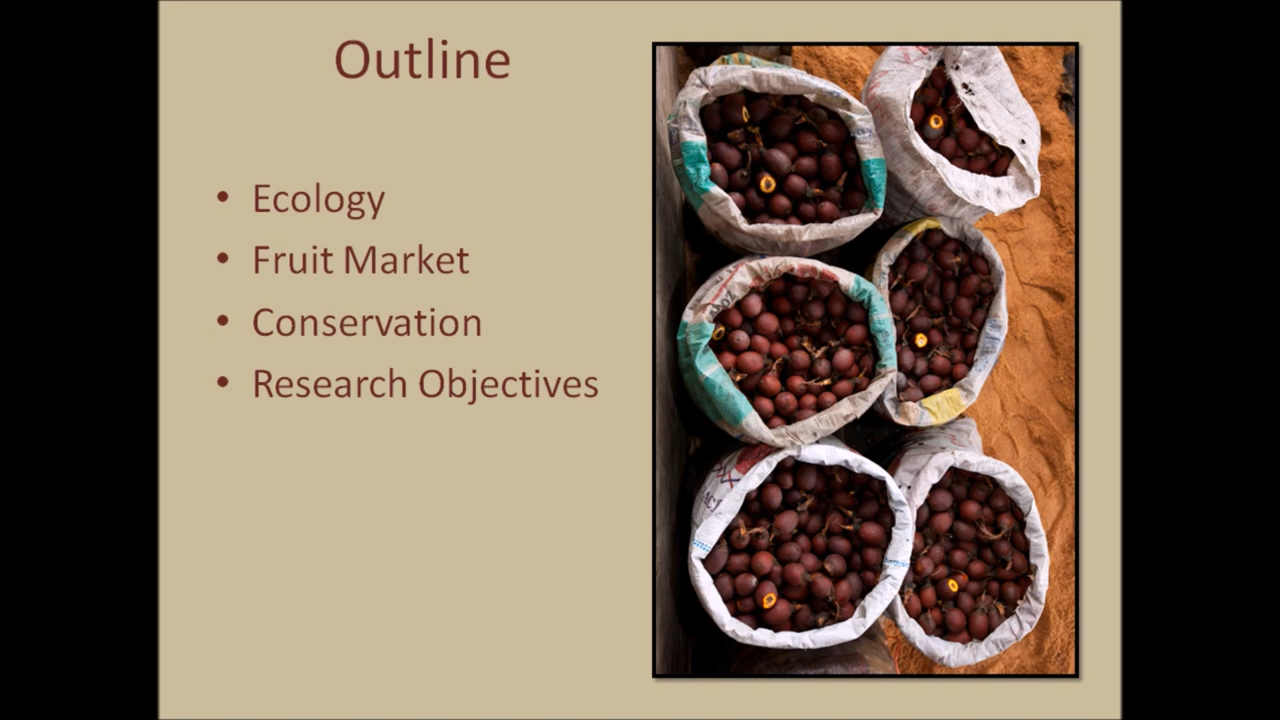 Outline
• Ecology
• Fruit Market
• Conservation
• Research Objectives